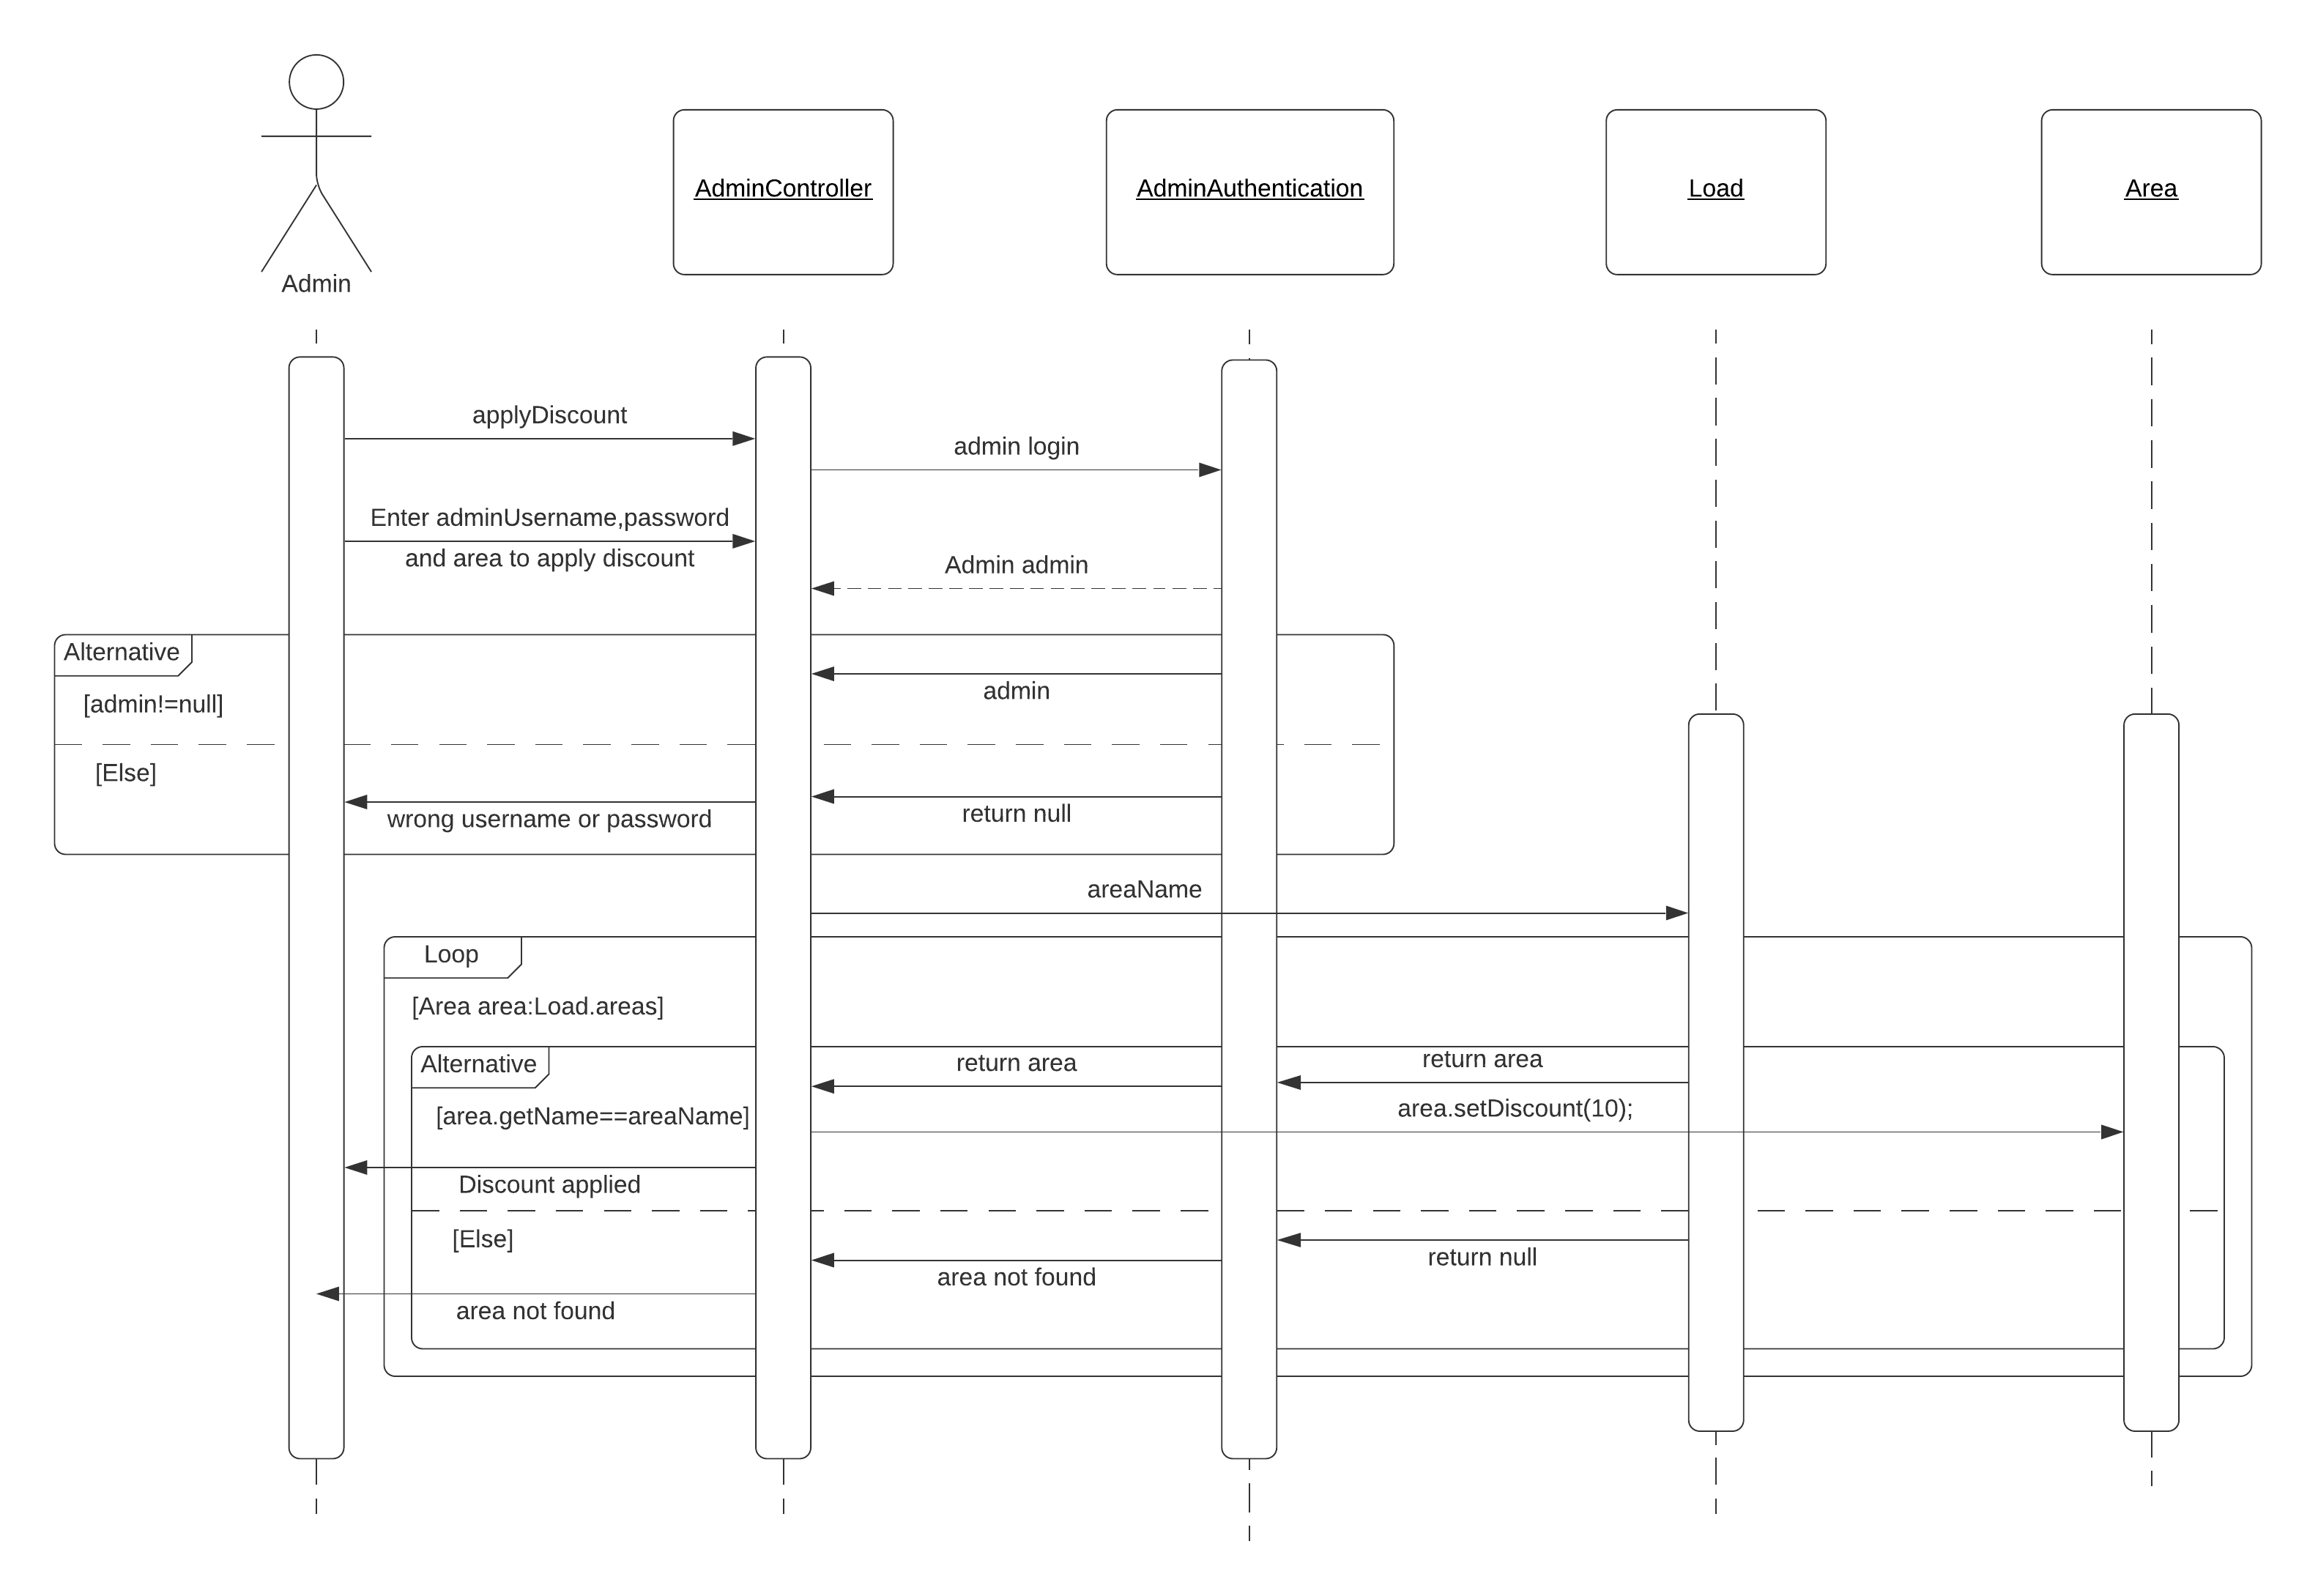 AdminController
AdminAuthentication
Load
Area
Admin
applyDiscount
admin login
Enter adminUsername,password
and area to apply discount
Admin admin
Alternative
[admin!=null]
admin
[Else]
wrong username or password
return null
areaName
Loop
[Area area:Load.areas]
Alternative
return area
return area
[area.getName==areaName]
area.setDiscount(10);
Discount applied
[Else]
return null
area not found
area not found